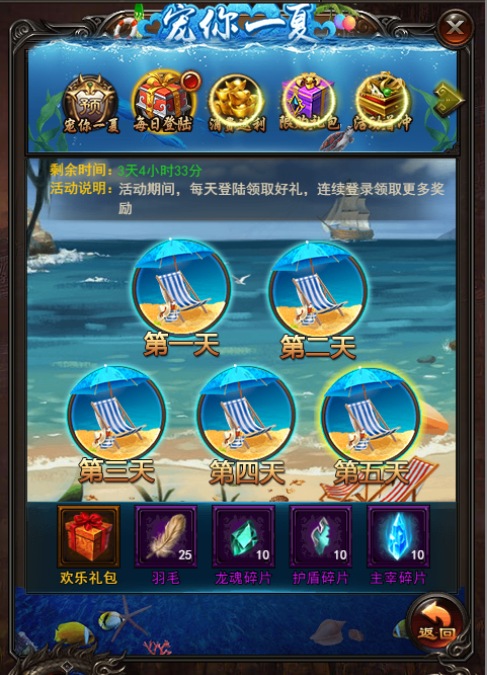 宠你一夏
预
宠你一夏 每日登陆 消费返利 限购礼包 活动首冲
剩余时间：3天4小时33分
活动说明：活动期间，每天登陆领取好礼，连续登录领取更多奖
励
第一天 第二天
第三天 第四天 第五天
25 10 10 10
欢乐礼包 羽毛 龙魂碎片 护盾碎片 主宰碎片
返回